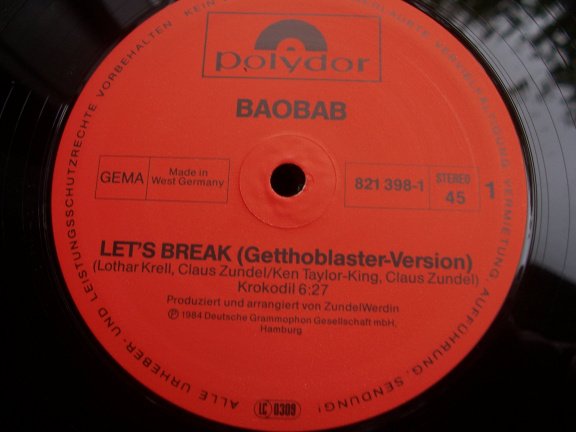 polydor
BAOBAB
GEMA
Made in
West Germany
821 398-1
STEREO
45
1
LET'S BREAK (Getthoblaster-Version)
(Lothar Krell, Claus Zundel/Ken Taylor-King, Claus Zundel)
Krokodil 6:27
Produziert und arrangiert von ZundelWerdin
Ⓟ 1984 Deutsche Grammophon Gesellschaft mbH,
Hamburg
LC 0309
ALLE URHEBER- UND LEISTUNGSSCHUTZRECHTE VORBEHALTEN · KEINE VERVIELFÄLTIGUNG, VERMIETUNG, AUFFÜHRUNG, SENDUNG!